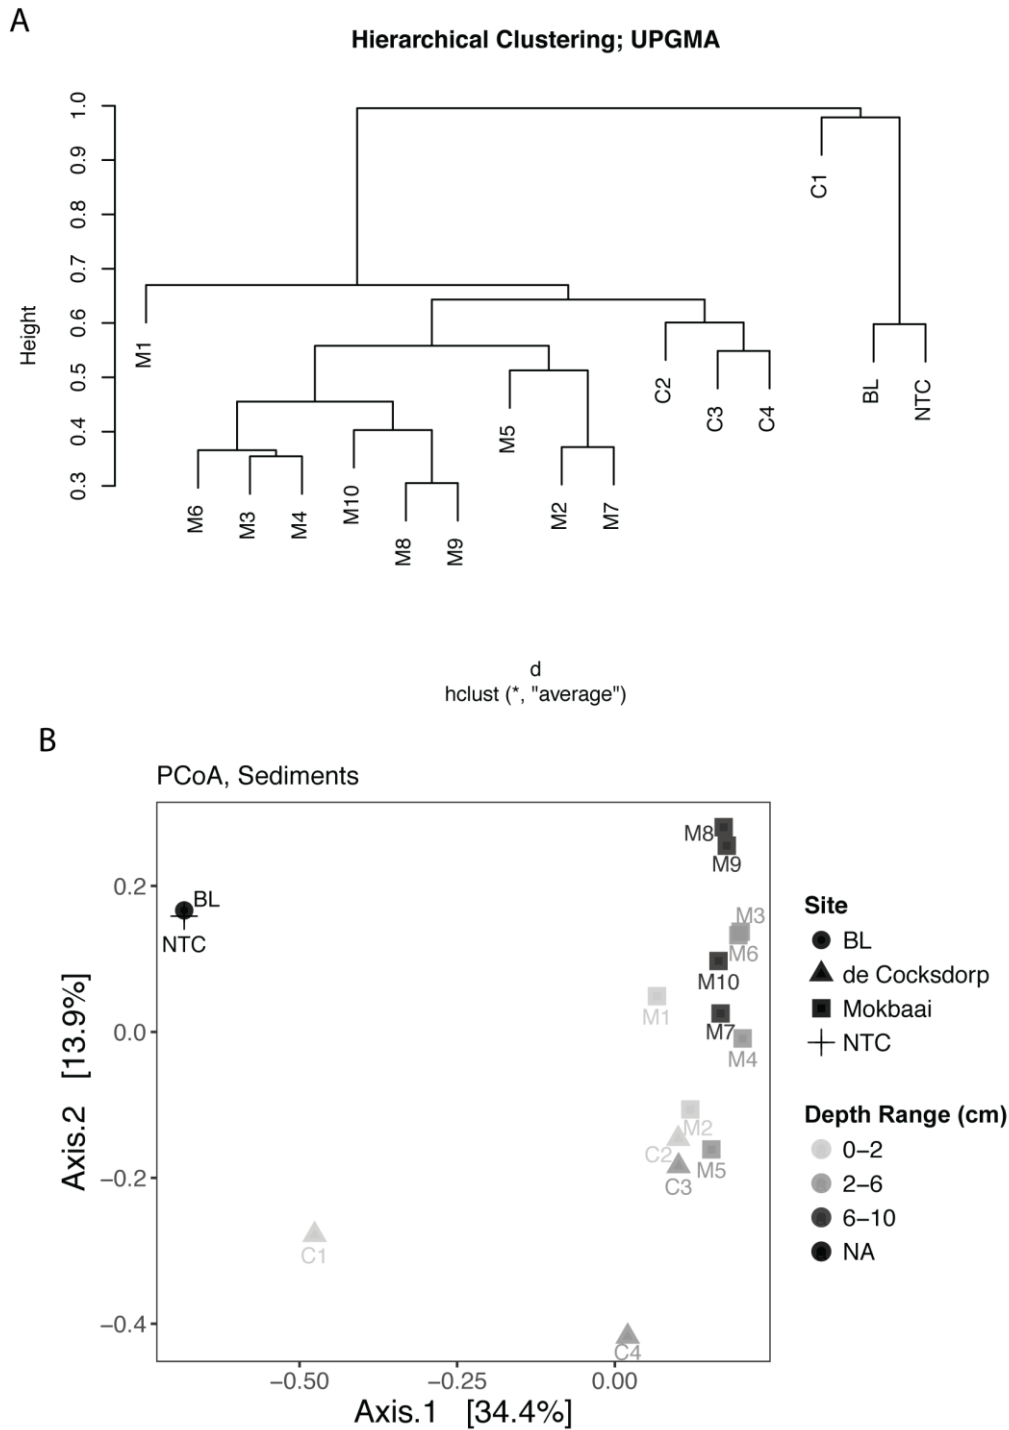 A
Hierarchical Clustering; UPGMA
Height
1.0
0.9
0.8
0.7
0.6
0.5
0.4
0.3
M1
M6
M3
M4
M10
M8
M9
M5
M2
M7
C2
C3
C4
C1
BL
NTC
d
hclust (*, "average")
B
PCoA, Sediments
Axis.2 [13.9%]
0.2
0.0
−0.2
−0.4
BL
NTC
M8
M9
M3
M6
M10
M1
M7
M4
M2
C2
M5
C3
C1
C4
−0.50
−0.25
0.00
Axis.1 [34.4%]
Site
BL
de Cocksdorp
Mokbaai
NTC
Depth Range (cm)
0−2
2−6
6−10
NA